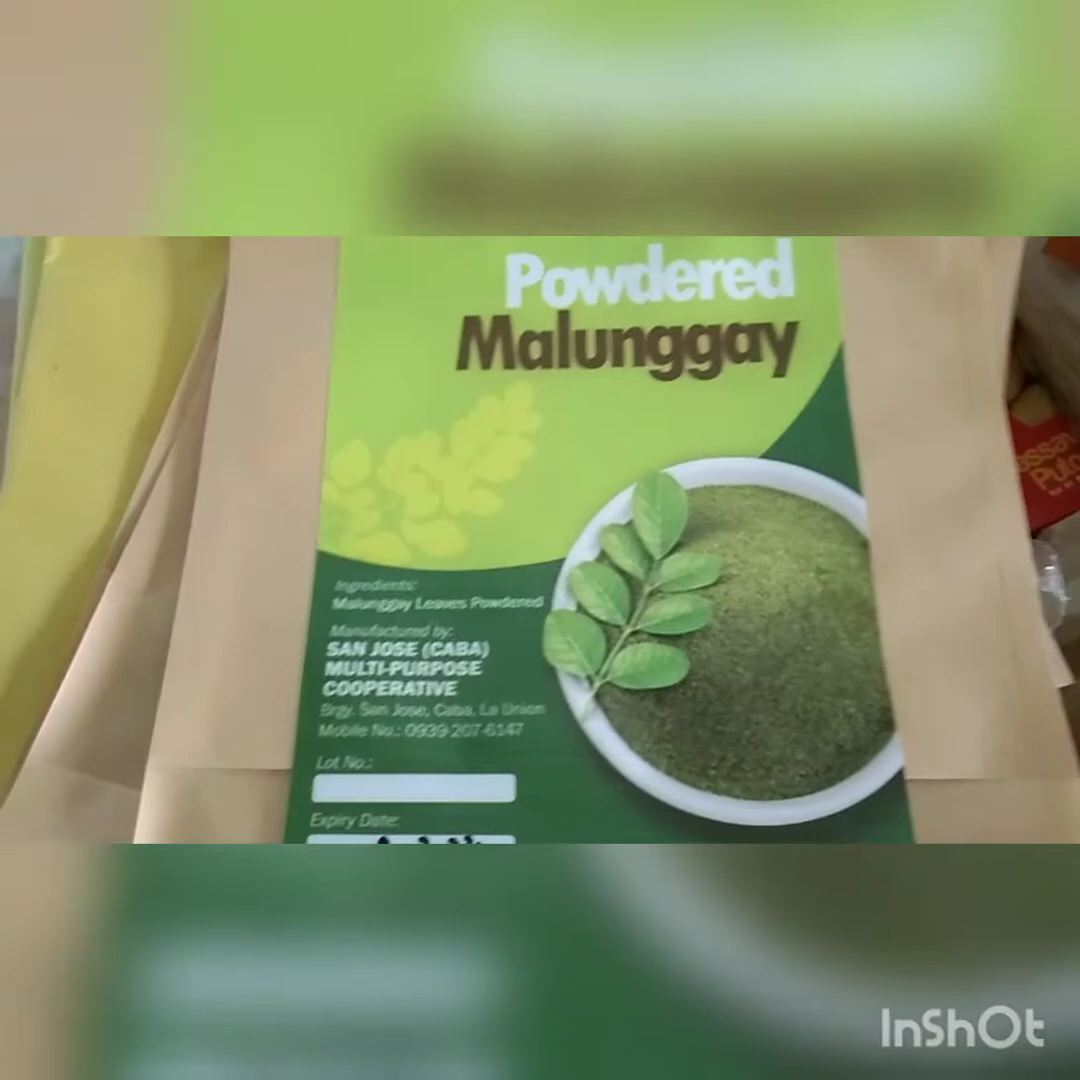 Powdered
Malunggay
Ingredients:
Malunggay Leaves Powdered
Manufactured by:
SAN JOSE (CABA)
MULTI-PURPOSE
COOPERATIVE
Brgy. San Jose, Caba, La Union
Mobile No.: 0939-207-6147
Lot No.:
Expiry Date:
InShOt